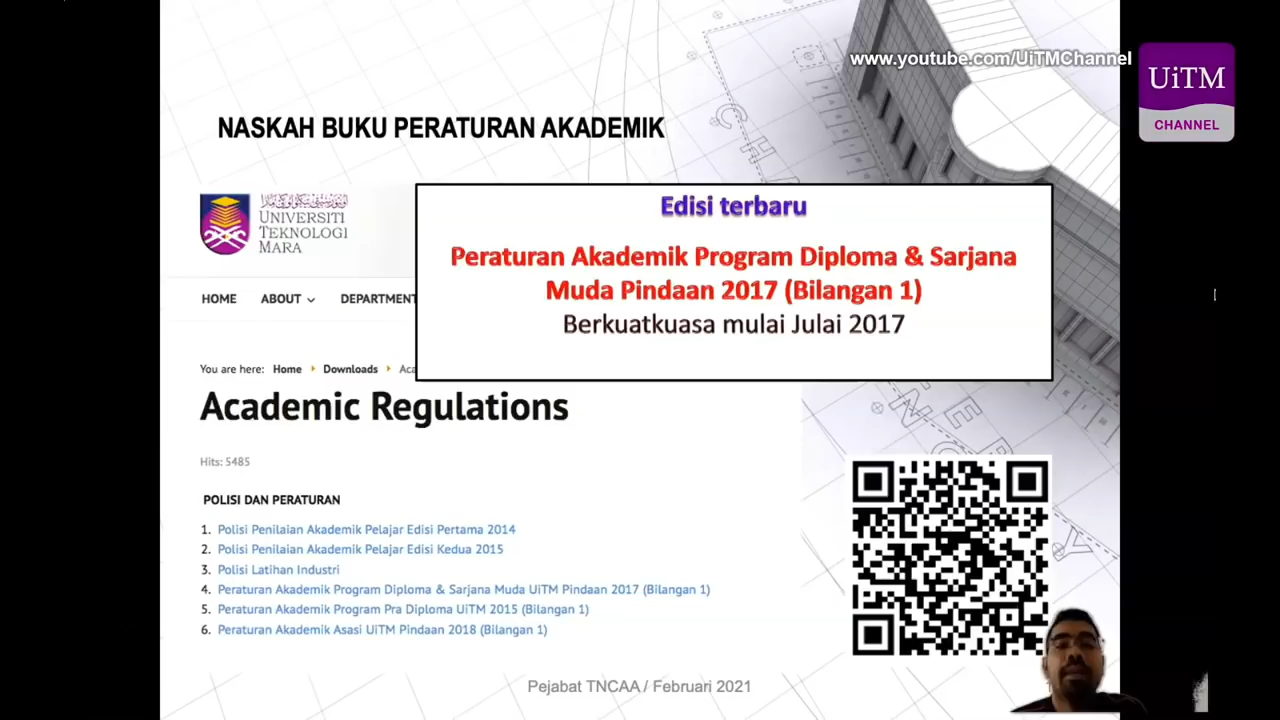 www.youtube.com/UiTMChannel
UiTM
CHANNEL
NASKAH BUKU PERATURAN AKADEMIK
UNIVERSITI
TEKNOLOGI
MARA
Edisi terbaru
Peraturan Akademik Program Diploma & Sarjana
Muda Pindaan 2017 (Bilangan 1)
Berkuatkuasa mulai Julai 2017
HOME ABOUT DEPARTMENT
You are here: Home Downloads
Academic Regulations
Hits: 5485
POLISI DAN PERATURAN
1. Polisi Penilaian Akademik Pelajar Edisi Pertama 2014
2. Polisi Penilaian Akademik Pelajar Edisi Kedua 2015
3. Polisi Latihan Industri
4. Peraturan Akademik Program Diploma & Sarjana Muda UiTM Pindaan 2017 (Bilangan 1)
5. Peraturan Akademik Program Pra Diploma UiTM 2015 (Bilangan 1)
6. Peraturan Akademik Asasi UiTM Pindaan 2018 (Bilangan 1)
Pejabat TNCAA / Februari 2021